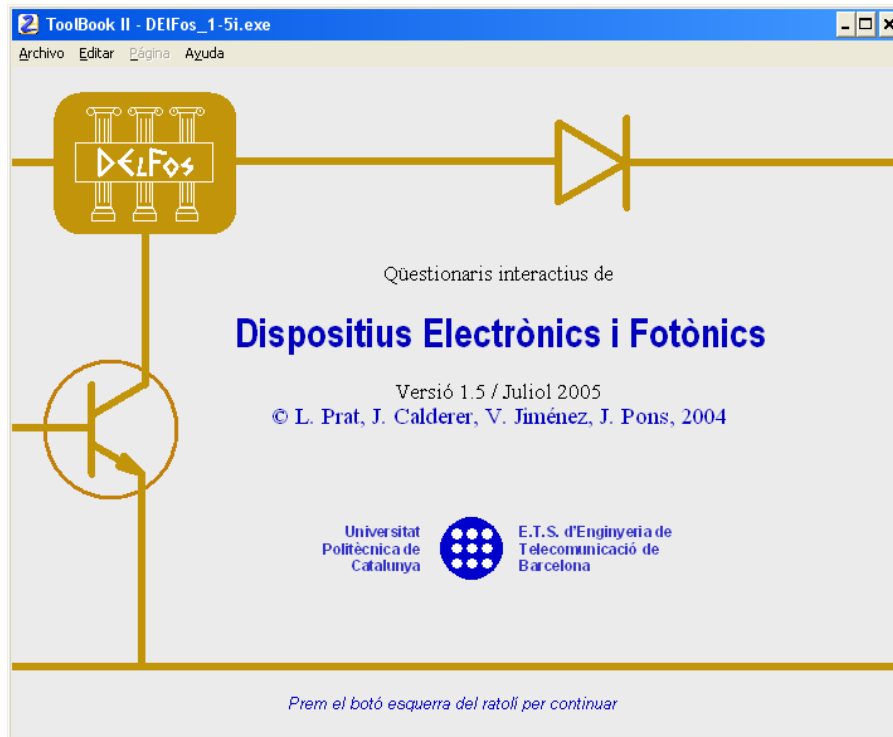 ToolBook II - DElFos_1-5i.exe
Archivo Editar Página Ayuda
DElFos
Qüestionaris interactius de
Dispositius Electrònics i Fotònics
Versió 1.5 / Juliol 2005
© L. Prat, J. Calderer, V. Jiménez, J. Pons, 2004
Universitat
Politècnica de
Catalunya
E.T.S. d'Enginyeria de
Telecomunicació de
Barcelona
Prem el botó esquerra del ratolí per continuar